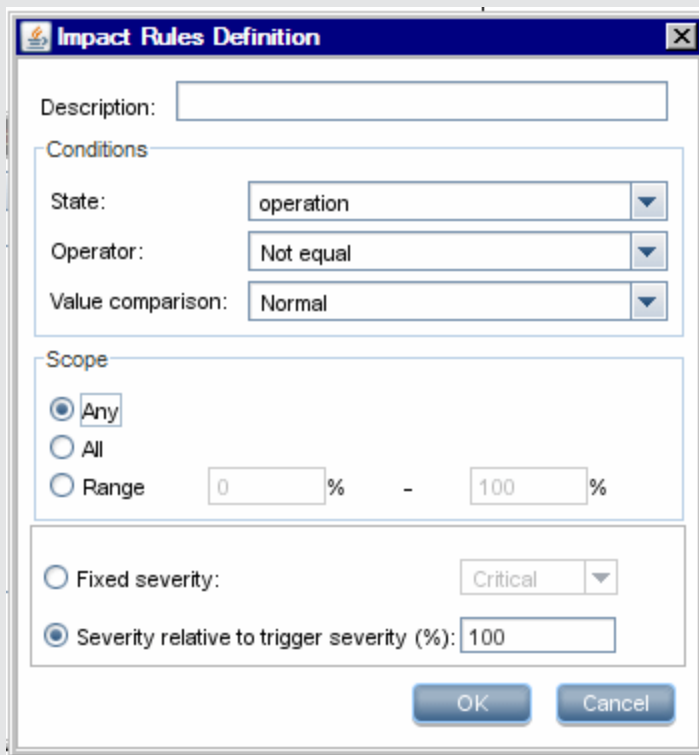 Impact Rules Definition
Description:
Conditions
State: operation
Operator: Not equal
Value comparison: Normal
Scope
Any
All
Range 0 % - 100 %
Fixed severity: Critical
Severity relative to trigger severity (%): 100
OK Cancel